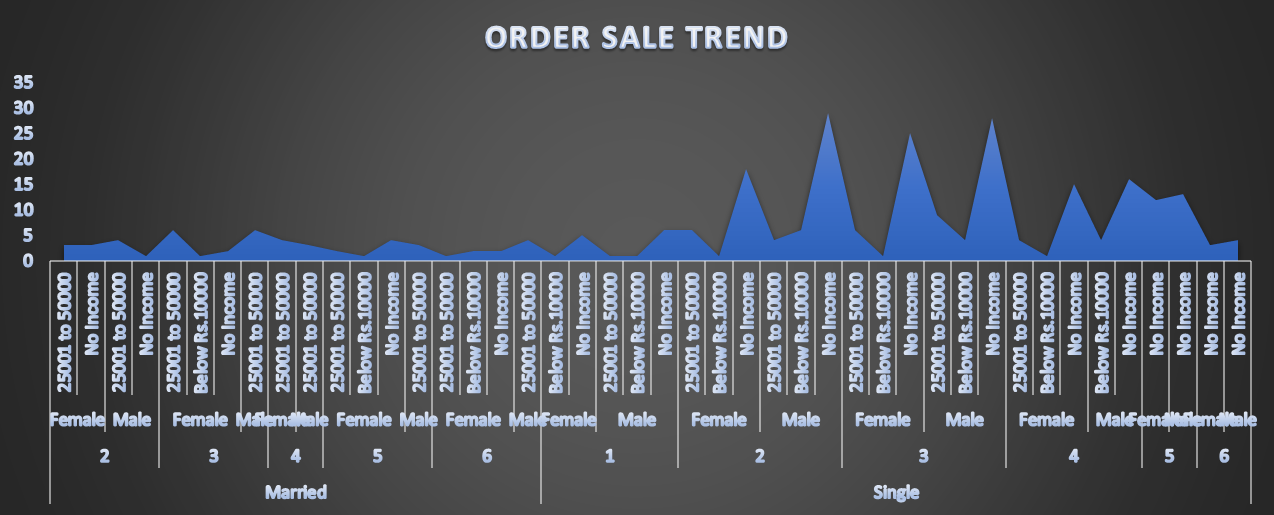 ORDER SALE TREND
35
30
25
20
15
10
5
0
25001 to 50000
No Income
25001 to 50000
No Income
25001 to 50000
Below Rs.10000
No Income
25001 to 50000
25001 to 50000
25001 to 50000
25001 to 50000
Below Rs.10000
No Income
25001 to 50000
25001 to 50000
Below Rs.10000
No Income
25001 to 50000
Below Rs.10000
No Income
25001 to 50000
Below Rs.10000
No Income
25001 to 50000
Below Rs.10000
No Income
25001 to 50000
Below Rs.10000
No Income
25001 to 50000
Below Rs.10000
No Income
25001 to 50000
Below Rs.10000
No Income
25001 to 50000
Below Rs.10000
No Income
Below Rs.10000
No Income
No Income
No Income
No Income
No Income
Female Male Female Male Female Male Female Male Female Male Female Male Female Male Female Male Female Male Female Male Female Male
2 3 4 5 6 1 2 3 4 5 6
Married Single